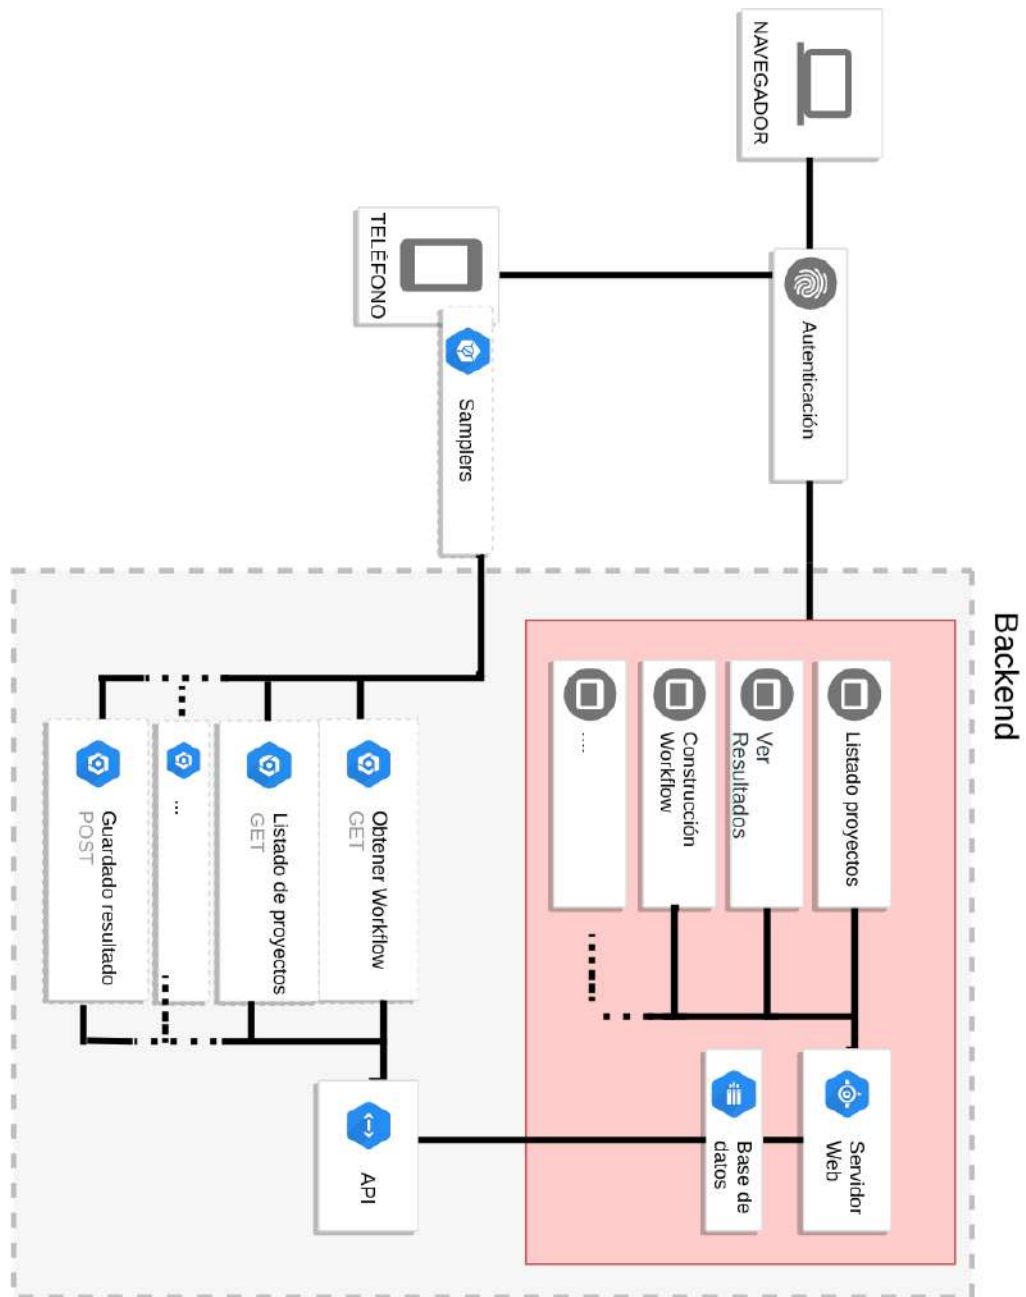 NAVEGADOR
Autenticación
TELÉFONO
Samplers
Backend
Listado proyectos
Ver
Resultados
Construcción
Workflow
....
Servidor
Web
Base de
datos
Obtener Workflow
GET
Listado de proyectos
GET
...
Guardado resultado
POST
API